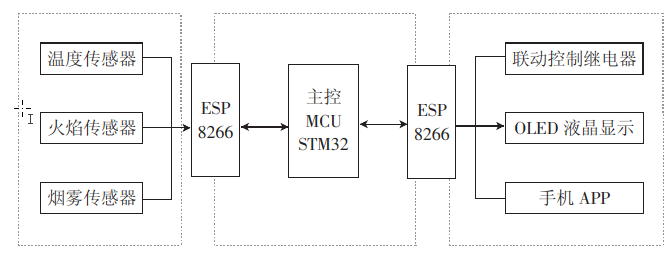 温度传感器
火焰传感器
烟雾传感器
ESP
8266
主控
MCU
STM32
ESP
8266
联动控制继电器
OLED 液晶显示
手机 APP